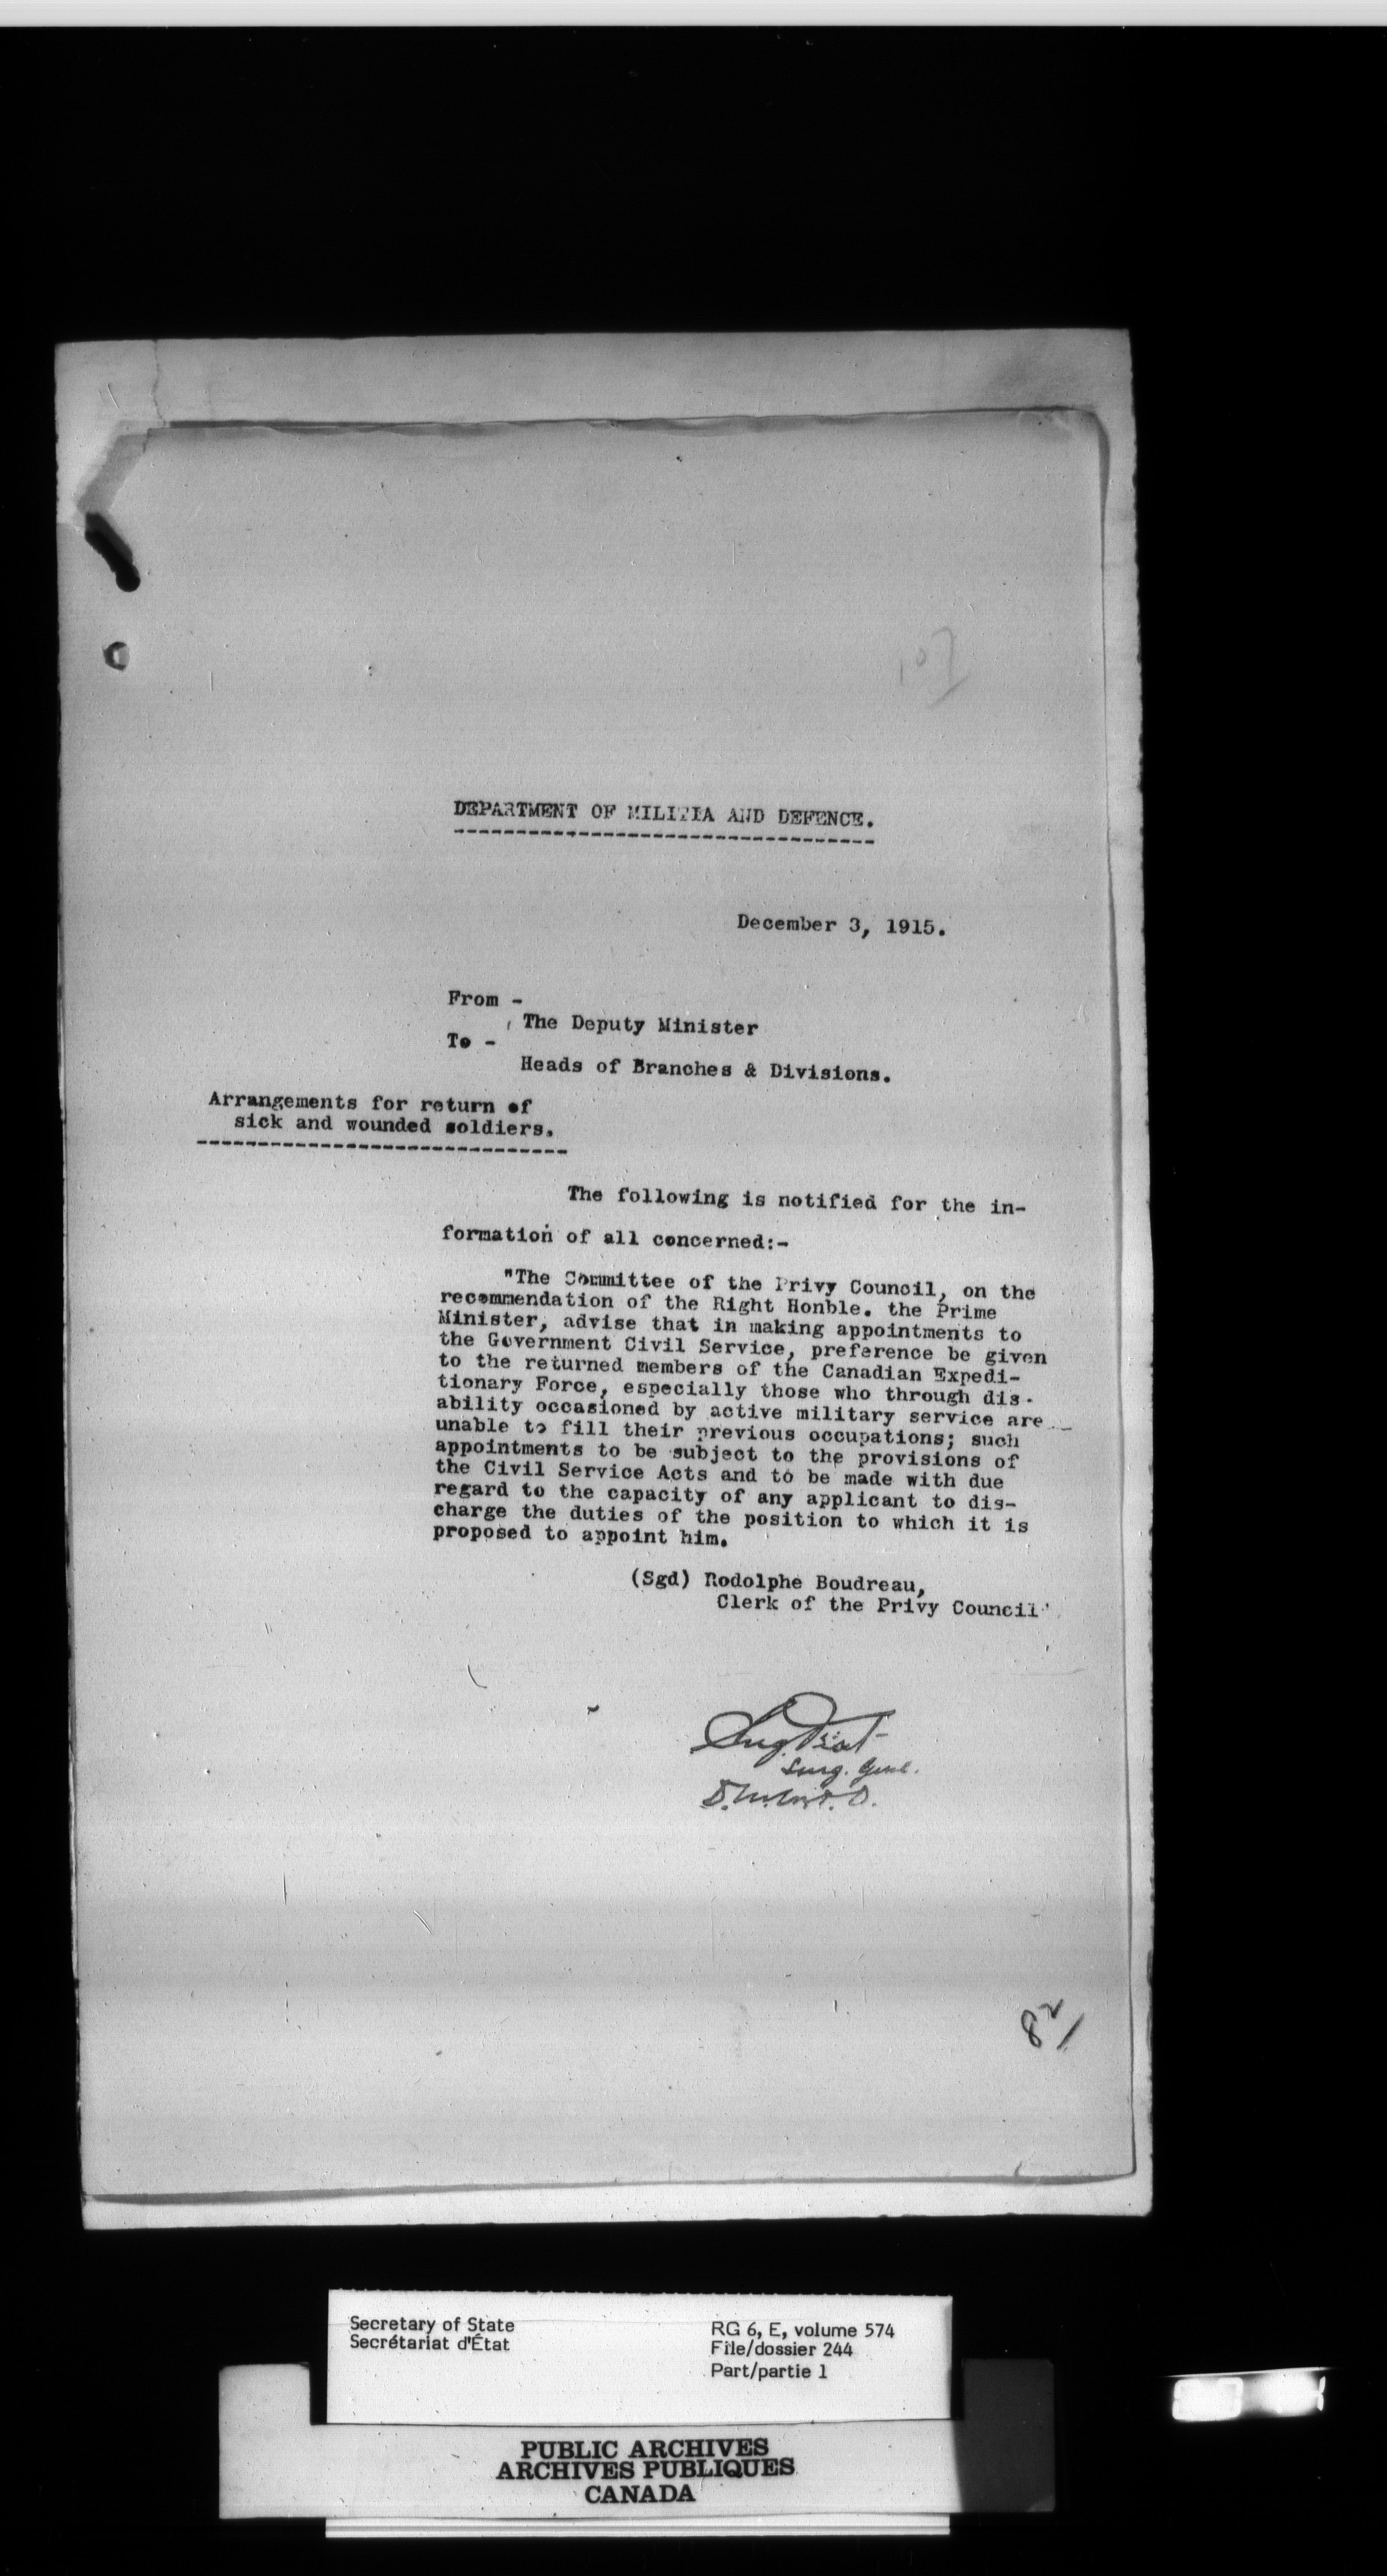 DEPARTMENT OF MILITIA AND DEFENCE.
December 3, 1915.
From -
The Deputy Minister
To -
Heads of Branches & Divisions.
Arrangements for return of
sick and wounded soldiers.
The following is notified for the in-
formation of all concerned:-
"The Committee of the Privy Council, on the
recommendation of the Right Honble. the Prime
Minister, advise that in making appointments to
the Government Civil Service, preference be given
to the returned members of the Canadian Expedi-
tionary Force, especially those who through dis-
ability occasioned by active military service are
unable to fill their previous occupations; such
appointments to be subject to the provisions of
the Civil Service Acts and to be made with due
regard to the capacity of any applicant to dis-
charge the duties of the position to which it is
proposed to appoint him.
(Sgd) Rodolphe Boudreau,
Clerk of the Privy Council"
Eug. Fiset
Surg. Genl.
82
Secretary of State
Secrétariat d'État
RG 6, E, volume 574
File/dossier 244
Part/partie 1
PUBLIC ARCHIVES
ARCHIVES PUBLIQUES
CANADA